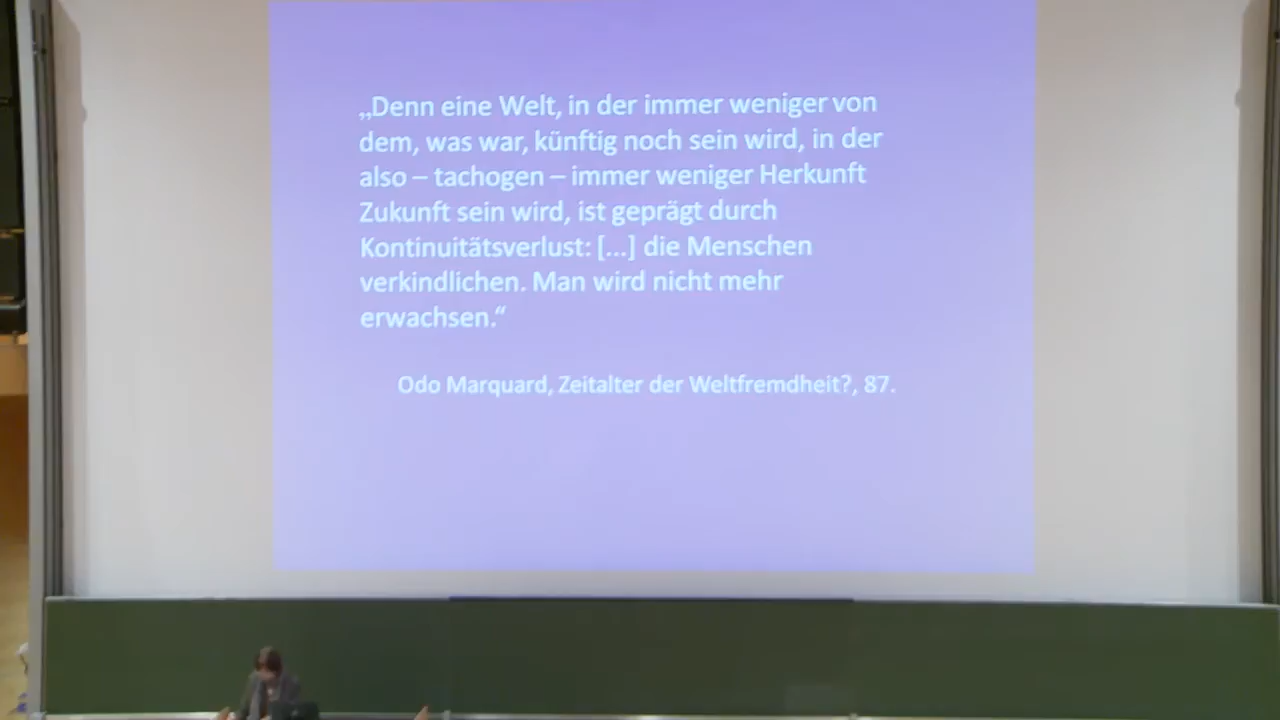 „Denn eine Welt, in der immer weniger von
dem, was war, künftig noch sein wird, in der
also – tachogen – immer weniger Herkunft
Zukunft sein wird, ist geprägt durch
Kontinuitätsverlust: [...] die Menschen
verkindlichen. Man wird nicht mehr
erwachsen.“
Odo Marquard, Zeitalter der Weltfremdheit?, 87.